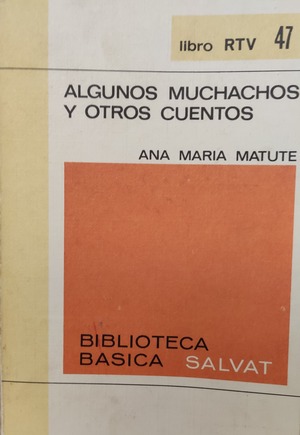 libro RTV 47
ALGUNOS MUCHACHOS
Y OTROS CUENTOS
ANA MARIA MATUTE
BIBLIOTECA
BASICA SALVAT